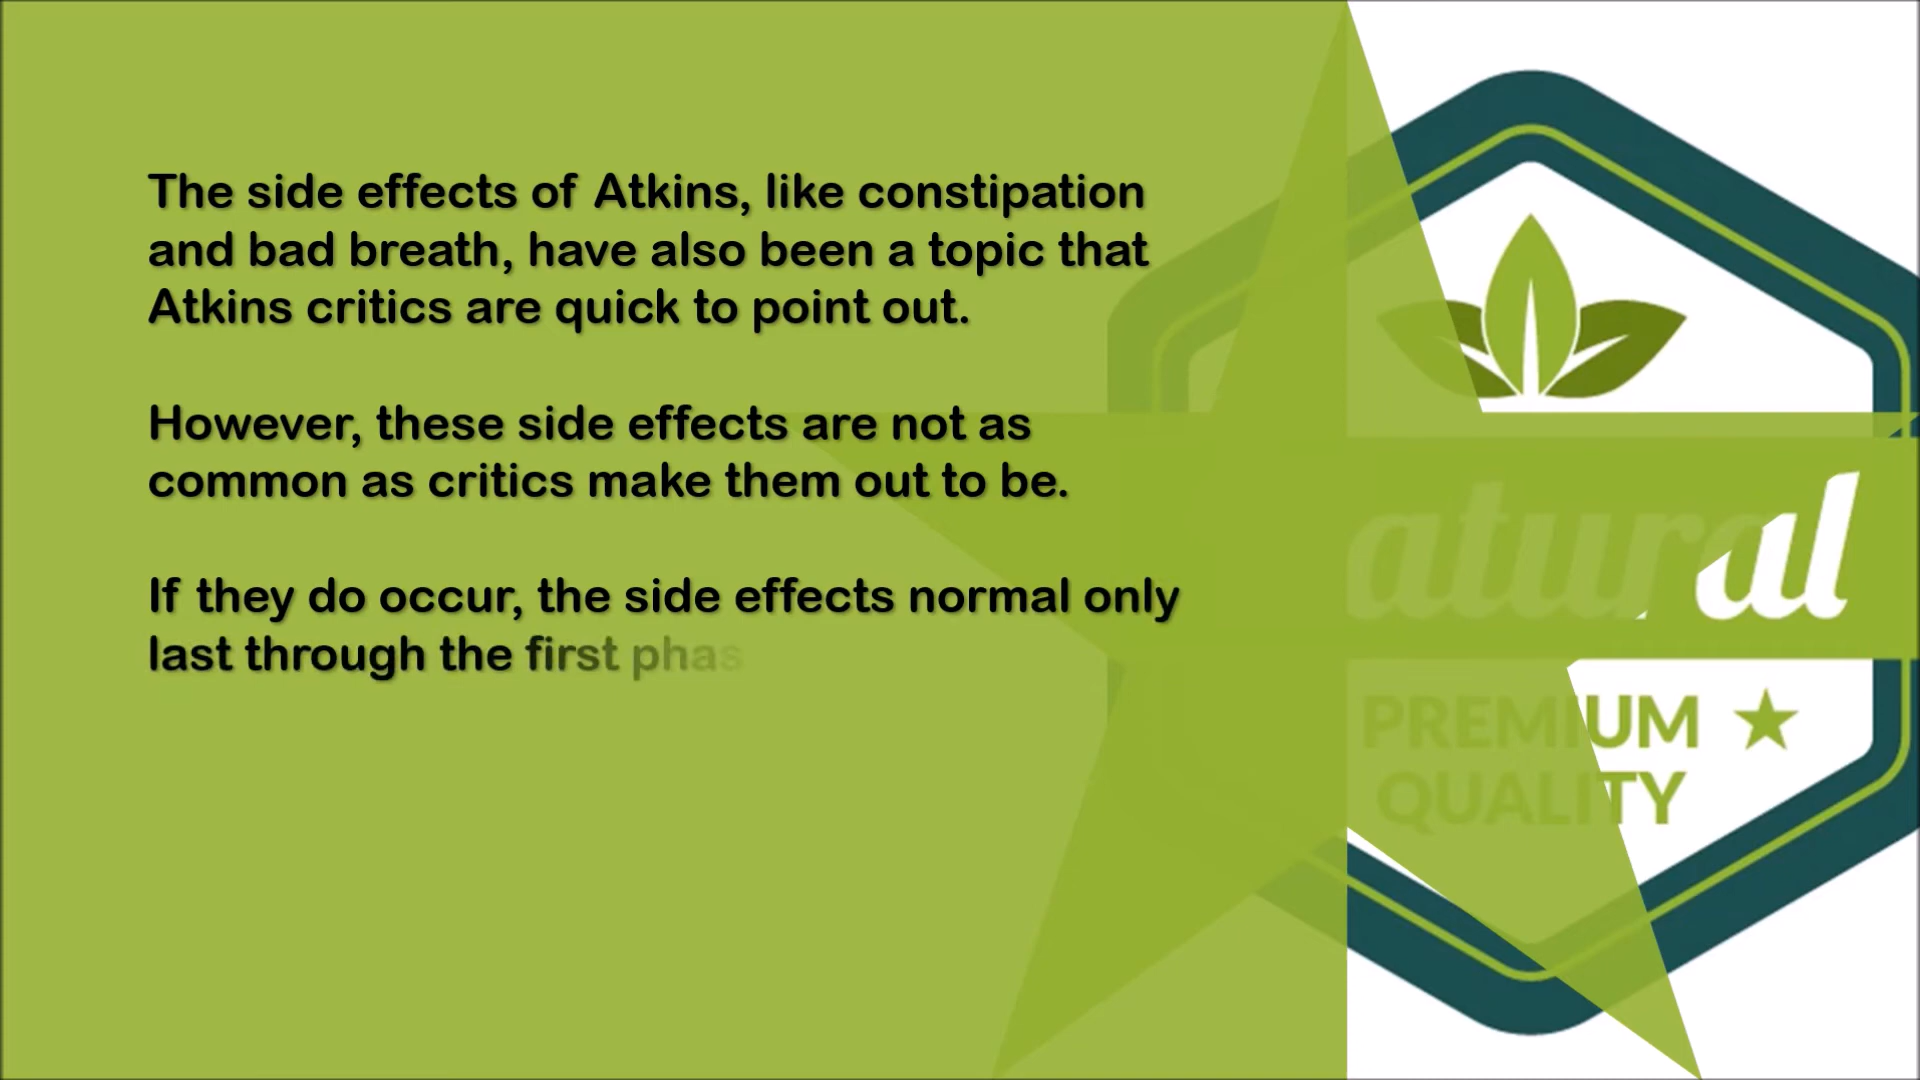 The side effects of Atkins, like constipation
and bad breath, have also been a topic that
Atkins critics are quick to point out.
However, these side effects are not as
common as critics make them out to be.
If they do occur, the side effects normal only
last through the first phas
atural
PREMIUM
QUALITY